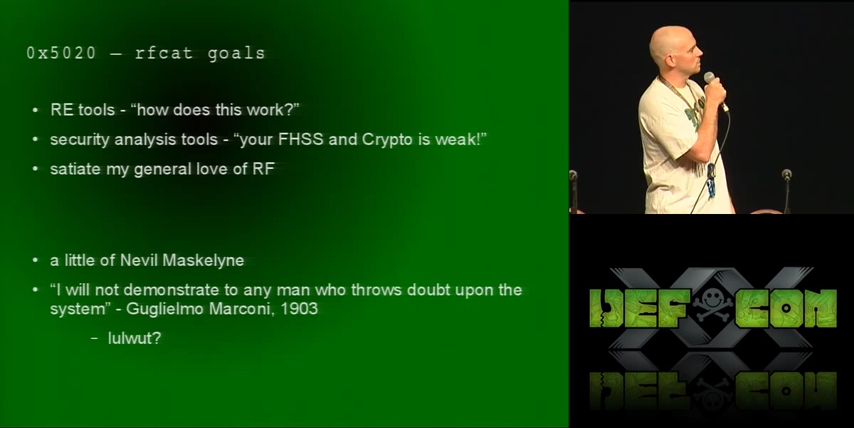 0x5020 – rfcat goals
• RE tools - “how does this work?”
• security analysis tools - “your FHSS and Crypto is weak!”
• satiate my general love of RF
• a little of Nevil Maskelyne
• “I will not demonstrate to any man who throws doubt upon the
system” - Guglielmo Marconi, 1903
– lulwut?
XX
DEF CON